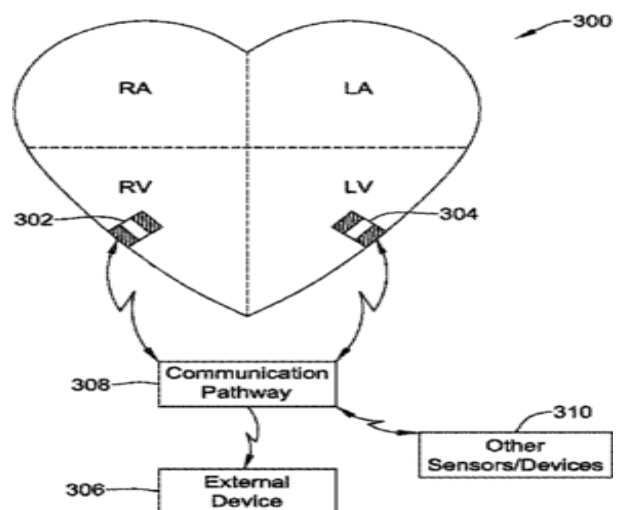 300
RA LA
RV LV
302
304
308
Communication
Pathway
310
Other
Sensors/Devices
306
External
Device